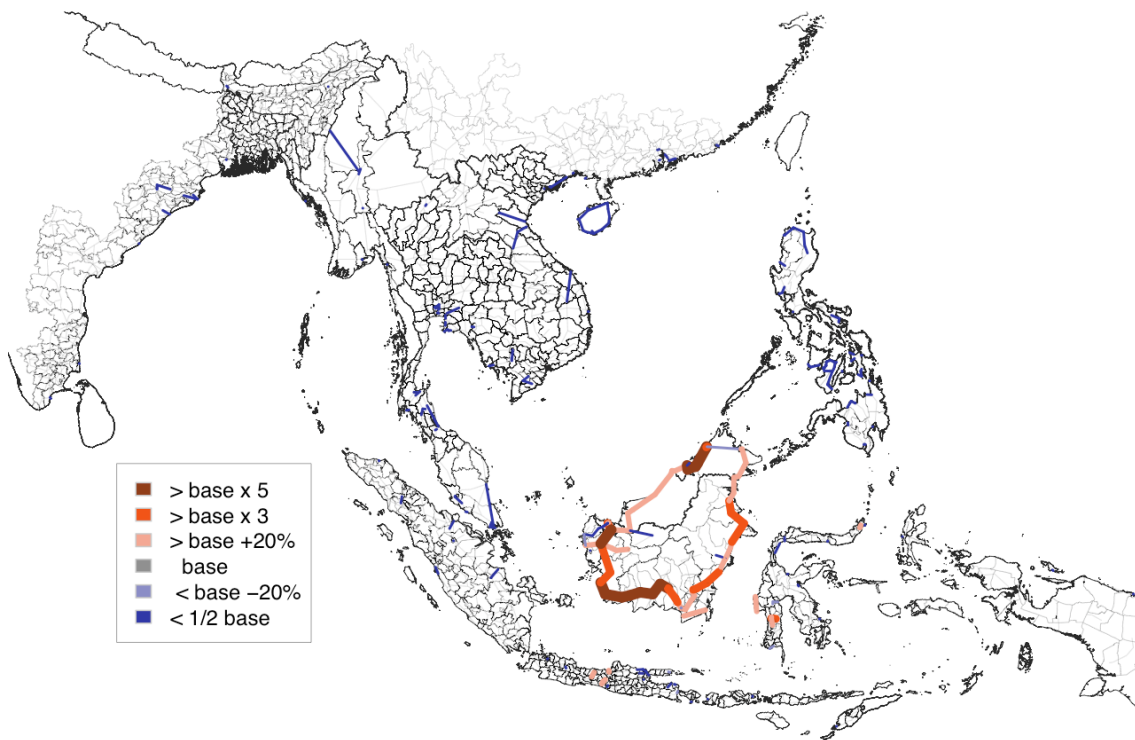 > base x 5
> base x 3
> base +20%
base
< base −20%
< 1/2 base